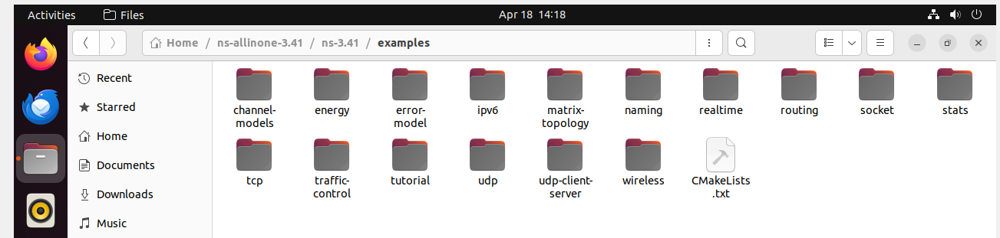 Activities Files Apr 18 14:18
Home / ns-allinone-3.41 / ns-3.41 / examples
Recent
Starred
Home
Documents
Downloads
Music
channel-
models
energy
error-
model
ipv6
matrix-
topology
naming
realtime
routing
socket
stats
tcp
traffic-
control
tutorial
udp
udp-client-
server
wireless
CMakeLists
.txt